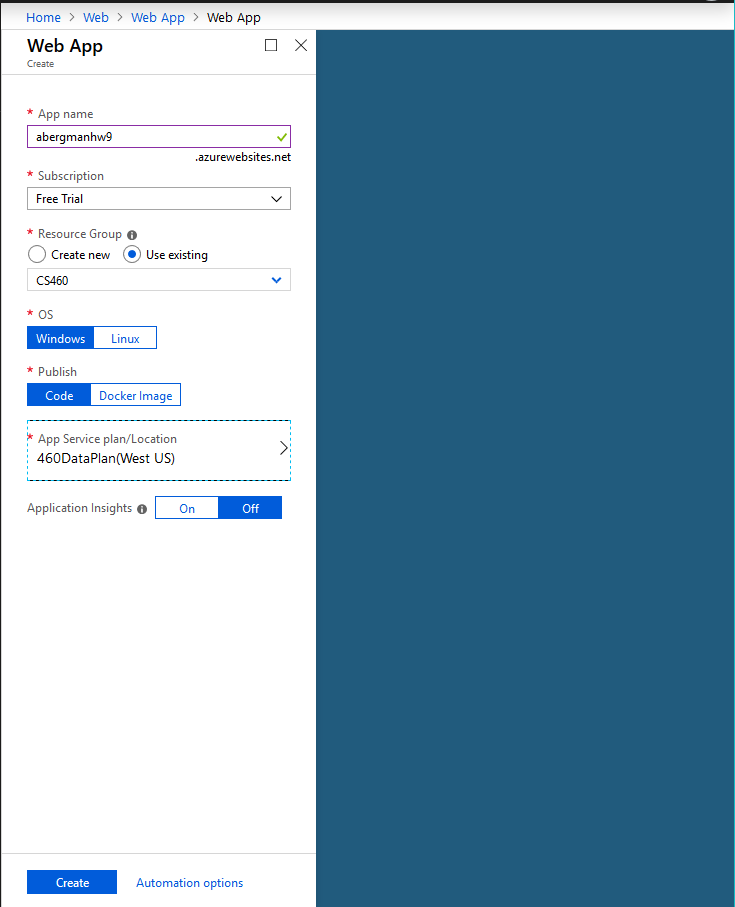 Home > Web > Web App > Web App
Web App
Create
* App name
abergmanhw9
.azurewebsites.net
* Subscription
Free Trial
* Resource Group
Create new Use existing
CS460
* OS
Windows Linux
* Publish
Code Docker Image
* App Service plan/Location
460DataPlan(West US)
Application Insights On Off
Create Automation options